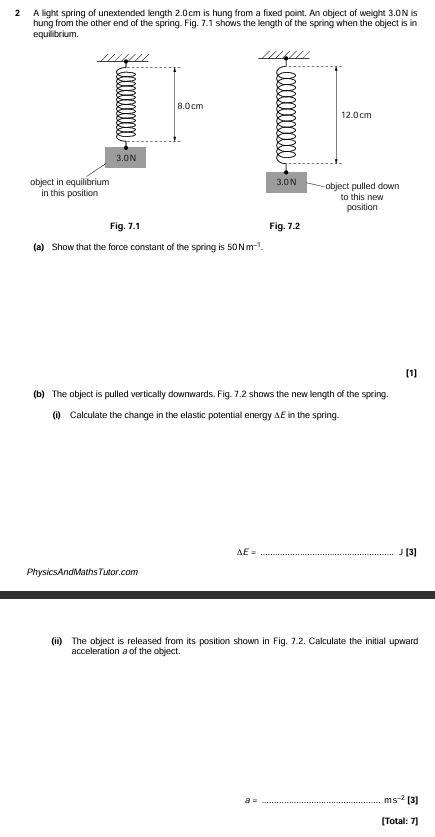 2 A light spring of unextended length 2.0 cm is hung from a fixed point. An object of weight 3.0 N is
hung from the other end of the spring. Fig. 7.1 shows the length of the spring when the object is in
equilibrium.
8.0 cm
12.0 cm
3.0 N
3.0 N
object in equilibrium
in this position
object pulled down
to this new
position
Fig. 7.1
Fig. 7.2
(a) Show that the force constant of the spring is 50 N m⁻¹.
[1]
(b) The object is pulled vertically downwards. Fig. 7.2 shows the new length of the spring.
(i) Calculate the change in the elastic potential energy ΔE in the spring.
ΔE = ........................................................ J [3]
PhysicsAndMathsTutor.com
(ii) The object is released from its position shown in Fig. 7.2. Calculate the initial upward
acceleration a of the object.
a = .................................................... m s⁻² [3]
[Total: 7]